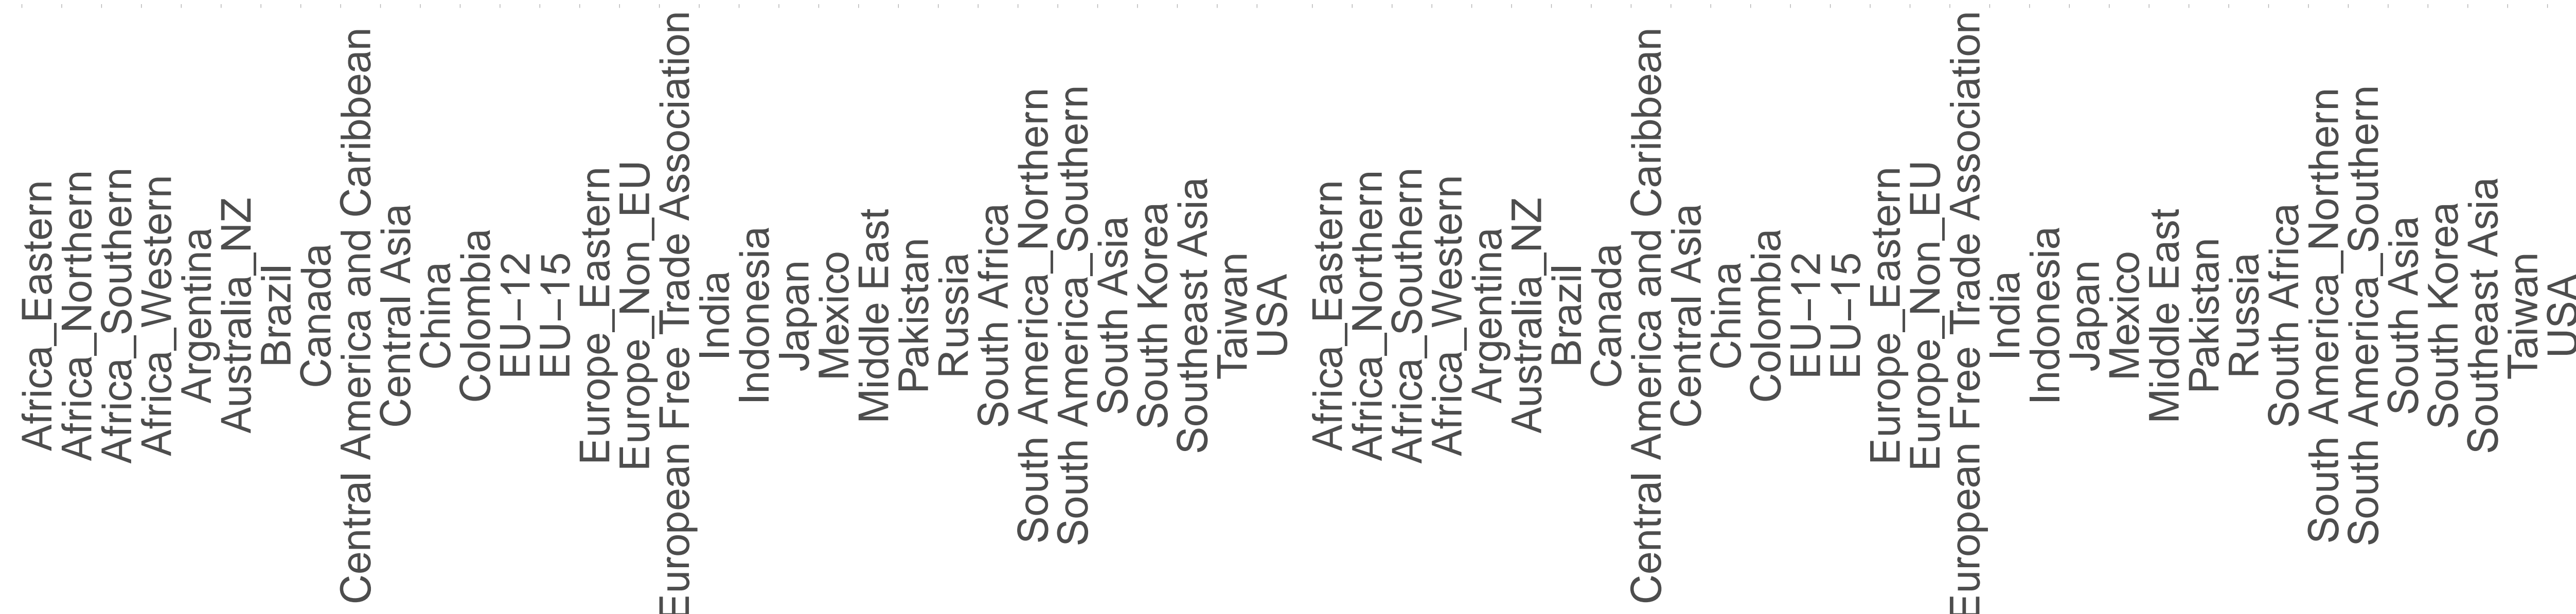 Africa_Eastern
Africa_Northern
Africa_Southern
Africa_Western
Argentina
Australia_NZ
Brazil
Canada
Central America and Caribbean
Central Asia
China
Colombia
EU−12
EU−15
Europe_Eastern
Europe_Non_EU
European Free Trade Association
India
Indonesia
Japan
Mexico
Middle East
Pakistan
Russia
South Africa
South America_Northern
South America_Southern
South Asia
South Korea
Southeast Asia
Taiwan
USA
Africa_Eastern
Africa_Northern
Africa_Southern
Africa_Western
Argentina
Australia_NZ
Brazil
Canada
Central America and Caribbean
Central Asia
China
Colombia
EU−12
EU−15
Europe_Eastern
Europe_Non_EU
European Free Trade Association
India
Indonesia
Japan
Mexico
Middle East
Pakistan
Russia
South Africa
South America_Northern
South America_Southern
South Asia
South Korea
Southeast Asia
Taiwan
USA